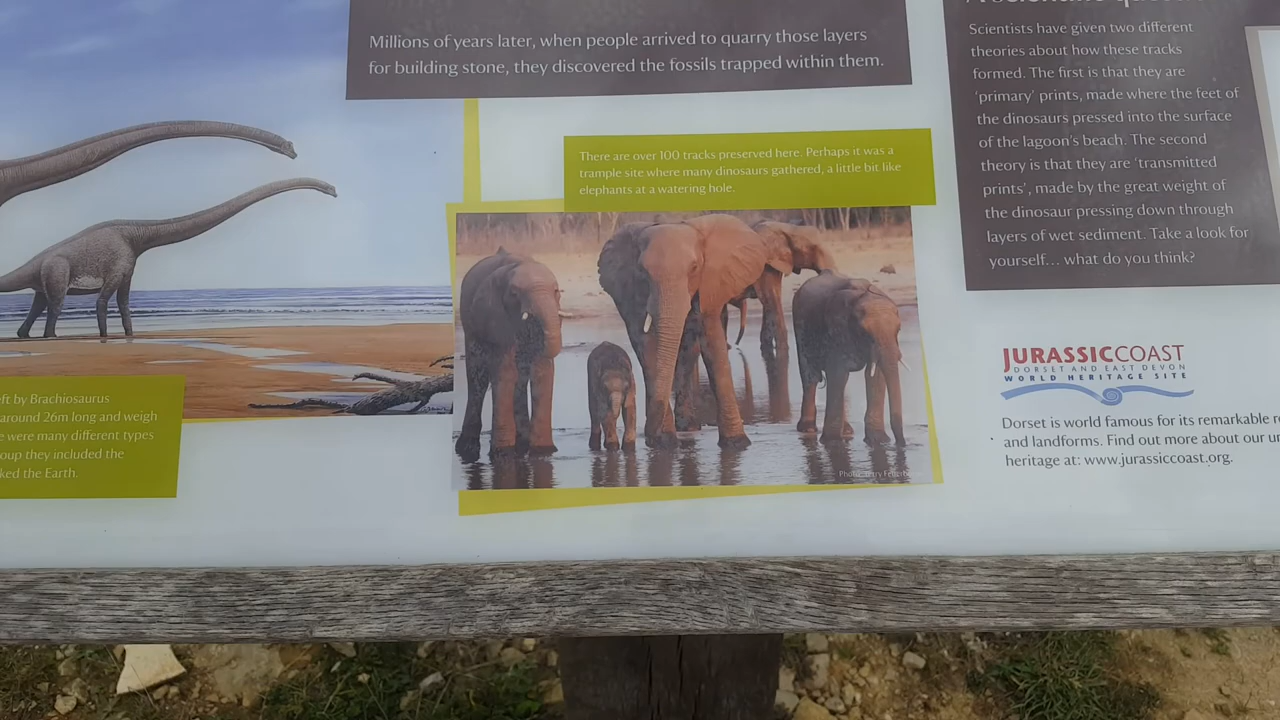 Millions of years later, when people arrived to quarry those layers
for building stone, they discovered the fossils trapped within them.
There are over 100 tracks preserved here. Perhaps it was a
trample site where many dinosaurs gathered, a little bit like
elephants at a watering hole.
by Brachiosaurus
around 26m long and weigh
were many different types
they included the
the Earth.
Photo: Terry
Scientists have given two different
theories about how these tracks
formed. The first is that they are
'primary' prints, made where the feet of
the dinosaurs pressed into the surface
of the lagoon's beach. The second
theory is that they are 'transmitted
prints', made by the great weight of
the dinosaur pressing down through
layers of wet sediment. Take a look for
yourself... what do you think?
JURASSICCOAST
DORSET AND EAST DEVON
WORLD HERITAGE SITE
Dorset is world famous for its remarkable
and landforms. Find out more about our
heritage at: www.jurassiccoast.org.